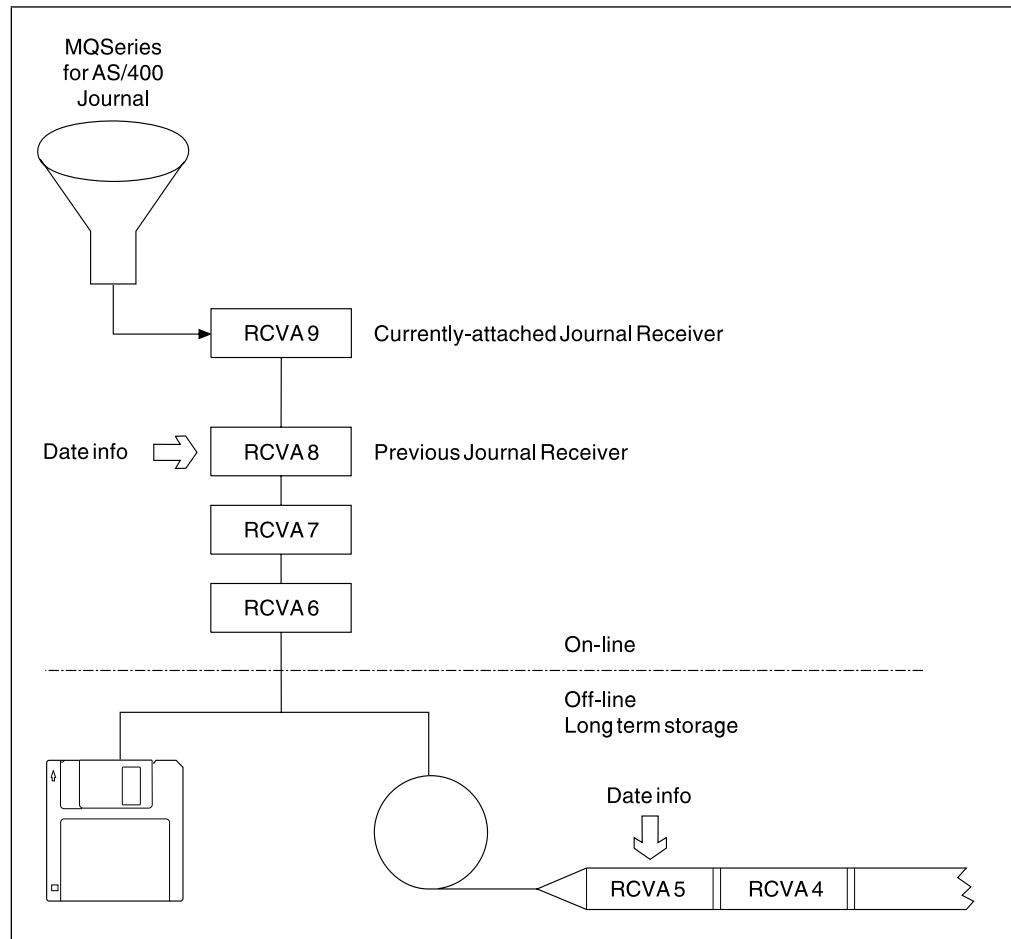 MQSeries
for AS/400
Journal
RCVA 9
Currently-attached Journal Receiver
Date info
RCVA 8
Previous Journal Receiver
RCVA 7
RCVA 6
On-line
Off-line
Long term storage
Date info
RCVA 5
RCVA 4